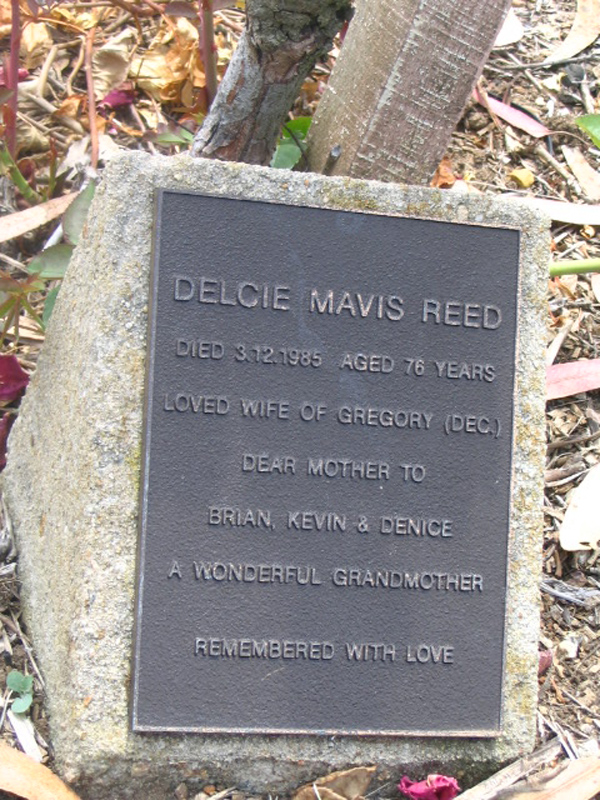 DELCIE MAVIS REED
DIED 3.12.1985 AGED 76 YEARS
LOVED WIFE OF GREGORY (DEC.)
DEAR MOTHER TO
BRIAN, KEVIN & DENICE
A WONDERFUL GRANDMOTHER
REMEMBERED WITH LOVE